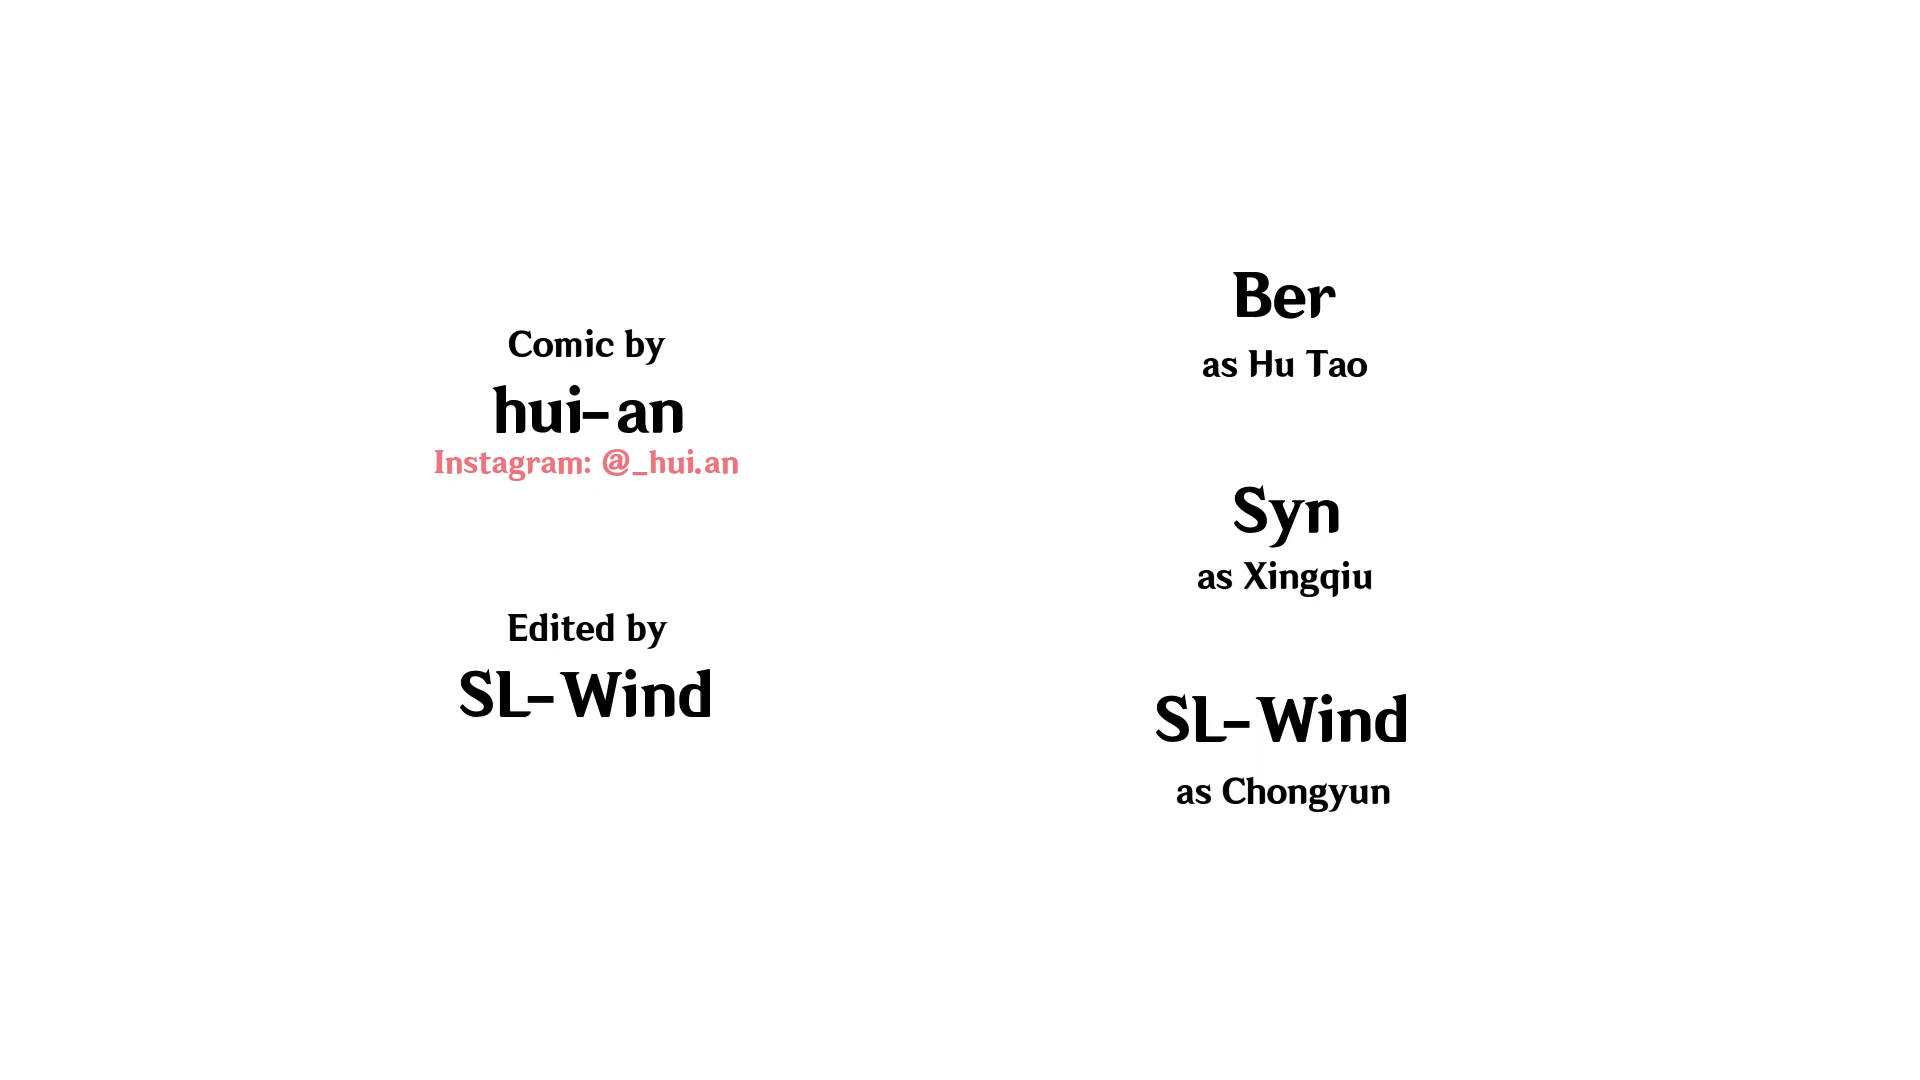 Comic by
hui-an
Instagram: @_hui.an
Edited by
SL-Wind
Ber
as Hu Tao
Syn
as Xingqiu
SL-Wind
as Chongyun